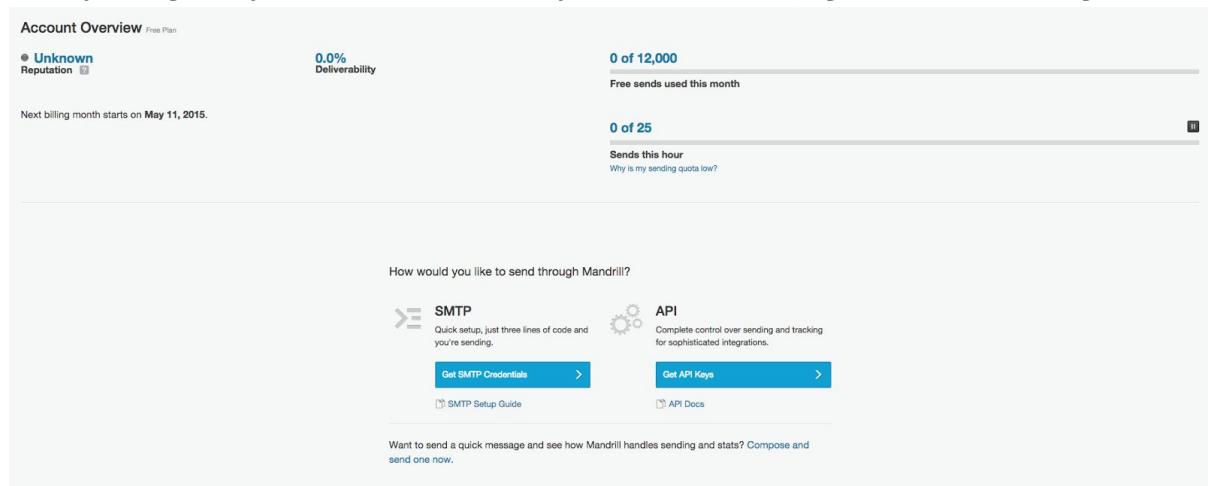 Account Overview Free Plan
Unknown
Reputation ?
0.0%
Deliverability
0 of 12,000
Free sends used this month
Next billing month starts on May 11, 2015.
0 of 25
Sends this hour
Why is my sending quota low?
How would you like to send through Mandrill?
SMTP
Quick setup, just three lines of code and
you're sending.
Get SMTP Credentials
SMTP Setup Guide
API
Complete control over sending and tracking
for sophisticated integrations.
Get API Keys
API Docs
Want to send a quick message and see how Mandrill handles sending and stats? Compose and
send one now.